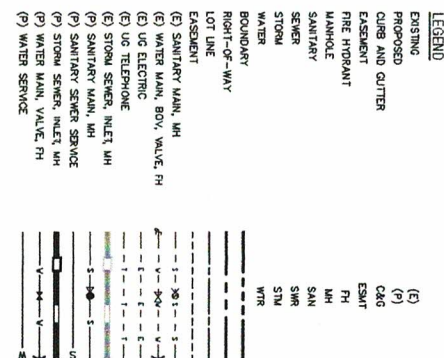 LEGEND
EXISTING (E)
PROPOSED (P)
CURB AND GUTTER C&G
EASEMENT ESMT
FIRE HYDRANT FH
MANHOLE MH
SANITARY SAN
SEWER SWR
STORM STM
WATER WTR
BOUNDARY
RIGHT-OF-WAY
LOT LINE
EASEMENT
(E) SANITARY MAIN, MH S S
(E) WATER MAIN, BOV, VALVE, FH V V
(E) UG ELECTRIC E E
(E) UG TELEPHONE T T
(E) STORM SEWER, INLET, MH
(P) SANITARY MAIN, MH S S
(P) SANITARY SEWER SERVICE S
(P) STORM SEWER, INLET, MH
(P) WATER MAIN, VALVE, FH V V
(P) WATER SERVICE